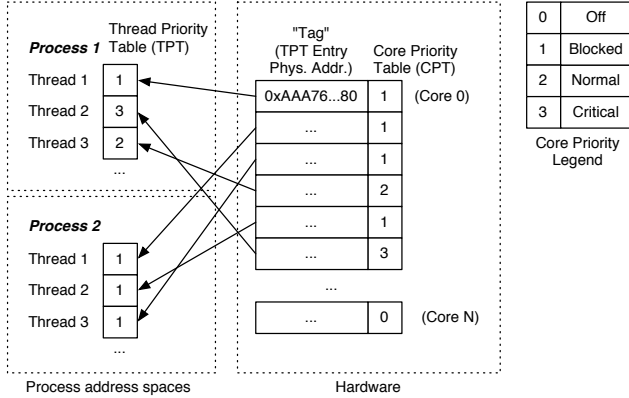 Thread Priority
Table (TPT)
Process 1
Thread 1
1
Thread 2
3
Thread 3
2
...
Process 2
Thread 1
1
Thread 2
1
Thread 3
1
...
Process address spaces
"Tag"
(TPT Entry
Phys. Addr.)
Core Priority
Table (CPT)
0xAAA76...80 1 (Core 0)
... 1
... 1
... 2
... 1
... 3
...
... 0 (Core N)
Hardware
0 Off
1 Blocked
2 Normal
3 Critical
Core Priority
Legend